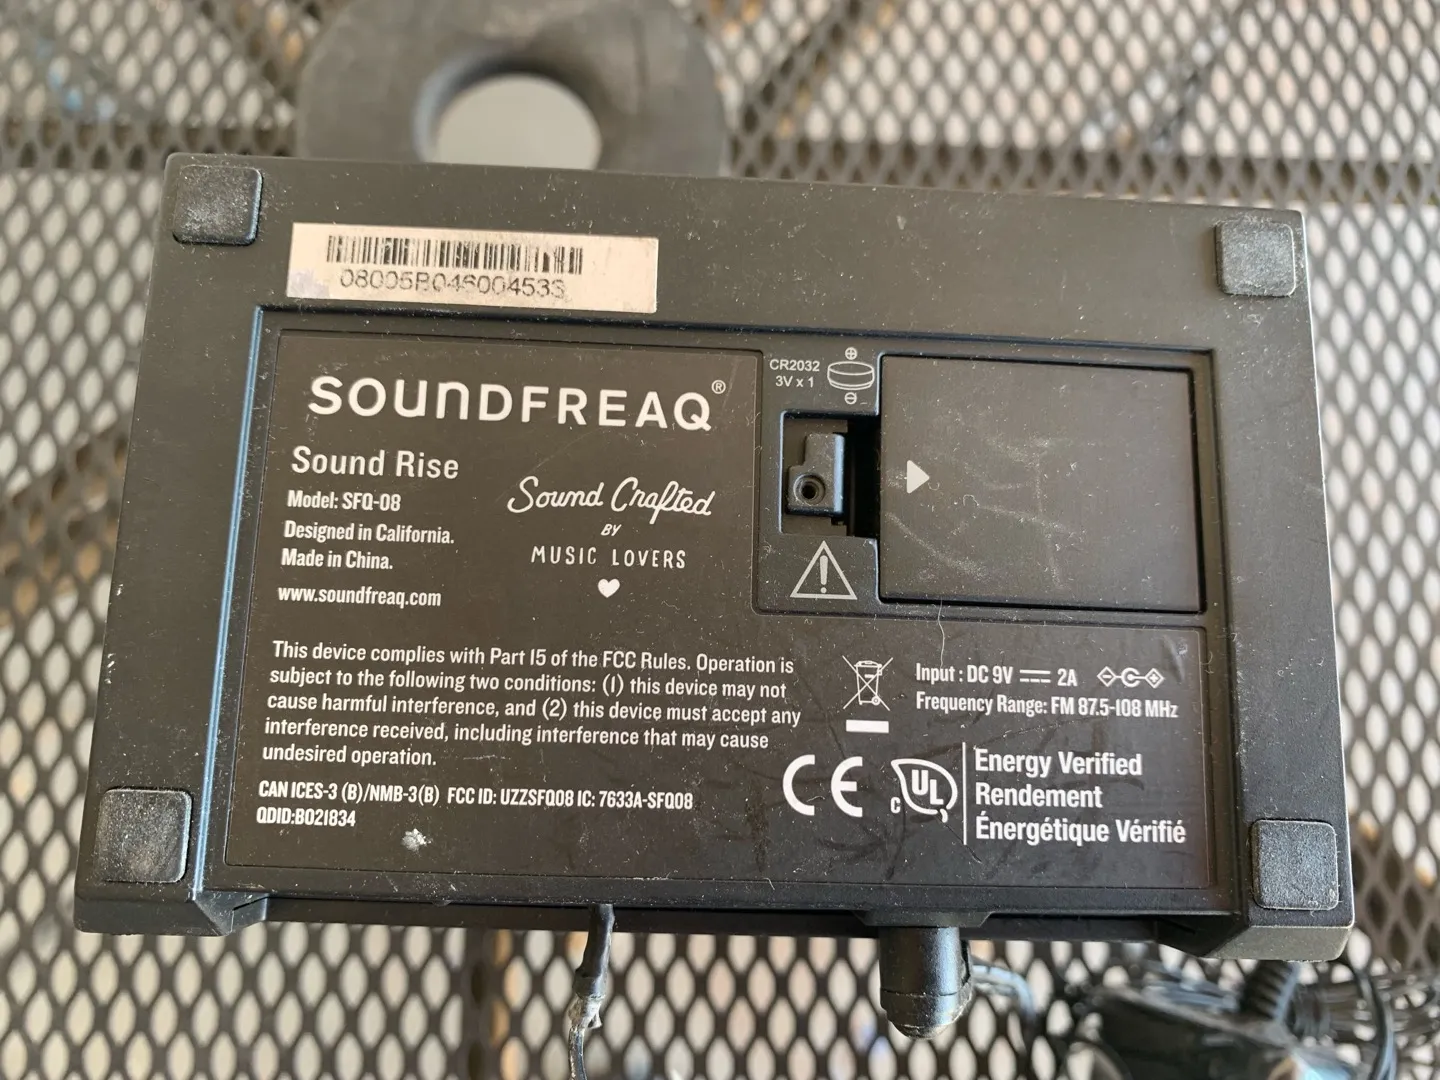 08005B046004533
CR2032
3V x 1
SOUNDFREAQ®
Sound Rise
Model: SFQ-08
Designed in California.
Made in China.
www.soundfreaq.com
Sound Crafted
BY
MUSIC LOVERS
This device complies with Part 15 of the FCC Rules. Operation is
subject to the following two conditions: (1) this device may not
cause harmful interference, and (2) this device must accept any
interference received, including interference that may cause
undesired operation.
CAN ICES-3 (B)/NMB-3(B) FCC ID: UZZSFQ08 IC: 7633A-SFQ08
QDID:B021834
Input : DC 9V 2A
Frequency Range: FM 87.5-108 MHz
CE
c UL
Energy Verified
Rendement
Énergétique Vérifié